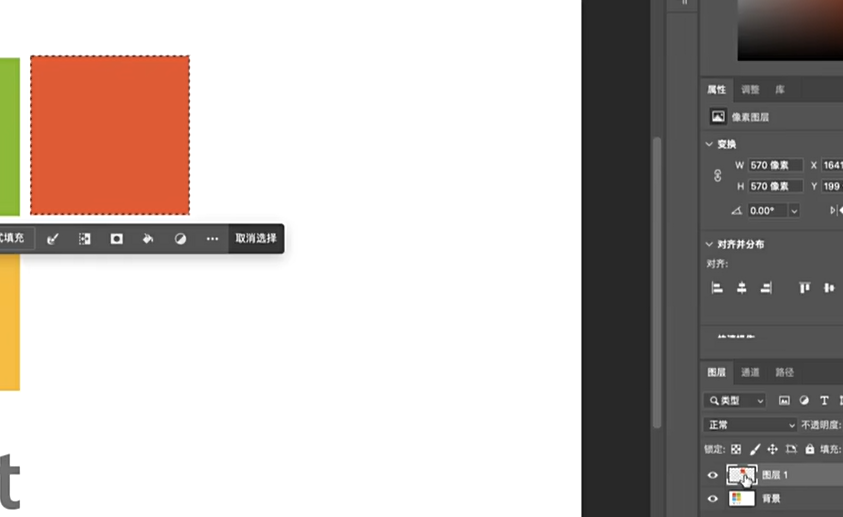 属性 调整 库
像素图层
变换
W 570 像素 X 1641
H 570 像素 Y 199
0.00°
填充 取消选择
对齐并分布
对齐:
图层 通道 路径
类型 T
正常 不透明度:
锁定: 填充:
图层 1
背景
t